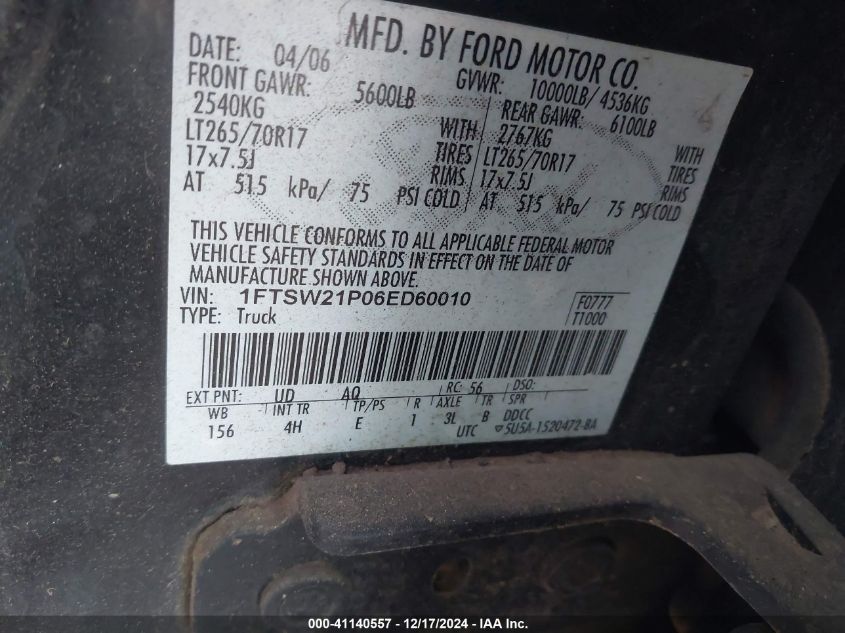 MFD. BY FORD MOTOR CO.
DATE: 04/06 GVWR: 10000LB/ 4536KG
FRONT GAWR: 5600LB REAR GAWR: 6100LB
2540KG WITH 2767KG WITH
LT265/70R17 TIRES LT265/70R17 TIRES
17x7.5J RIMS 17x7.5J RIMS
AT 515 kPa/ 75 PSI COLD AT 515 kPa/ 75 PSI COLD
THIS VEHICLE CONFORMS TO ALL APPLICABLE FEDERAL MOTOR
VEHICLE SAFETY STANDARDS IN EFFECT ON THE DATE OF
MANUFACTURE SHOWN ABOVE.
VIN: 1FTSW21P06ED60010 F0777
TYPE: Truck T1000
EXT PNT: UD AQ RC: 56 DSO:
WB INT TR TP/PS R AXLE TR SPR
156 4H E 1 3L B DDCC
UTC 5U5A-1520472-BA
000-41140557 - 12/17/2024 - IAA Inc.